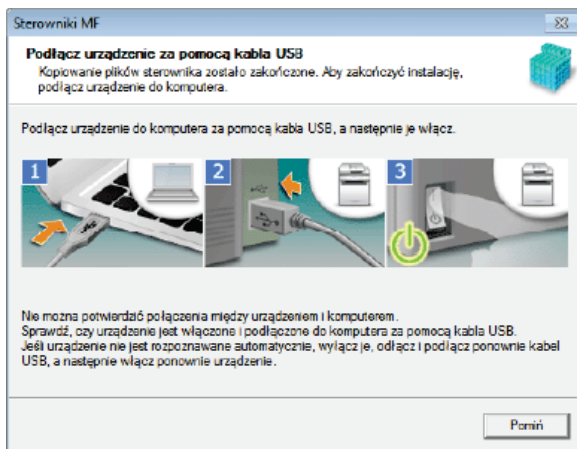 Sterowniki MF
Podłącz urządzenie za pomocą kabla USB
Kopiowanie plików sterownika zostało zakończone. Aby zakończyć instalację,
podłącz urządzenie do komputera.
Podłącz urządzenie do komputera za pomocą kabla USB, a następnie je włącz.
1 2 3
Nie można potwierdzić połączenia między urządzeniem i komputerem.
Sprawdź, czy urządzenie jest włączone i podłączone do komputera za pomocą kabla USB.
Jeśli urządzenie nie jest rozpoznawane automatycznie, wyłącz je, odłącz i podłącz ponownie kabel
USB, a następnie włącz ponownie urządzenie.
Pomiń